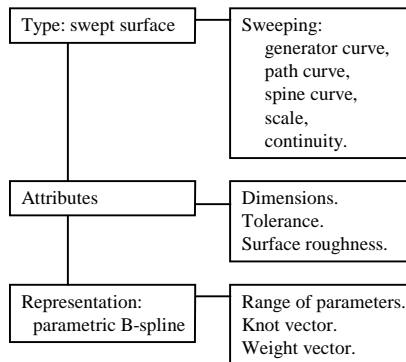 Type: swept surface
Sweeping:
generator curve,
path curve,
spine curve,
scale,
continuity.
Attributes
Dimensions.
Tolerance.
Surface roughness.
Representation:
parametric B-spline
Range of parameters.
Knot vector.
Weight vector.